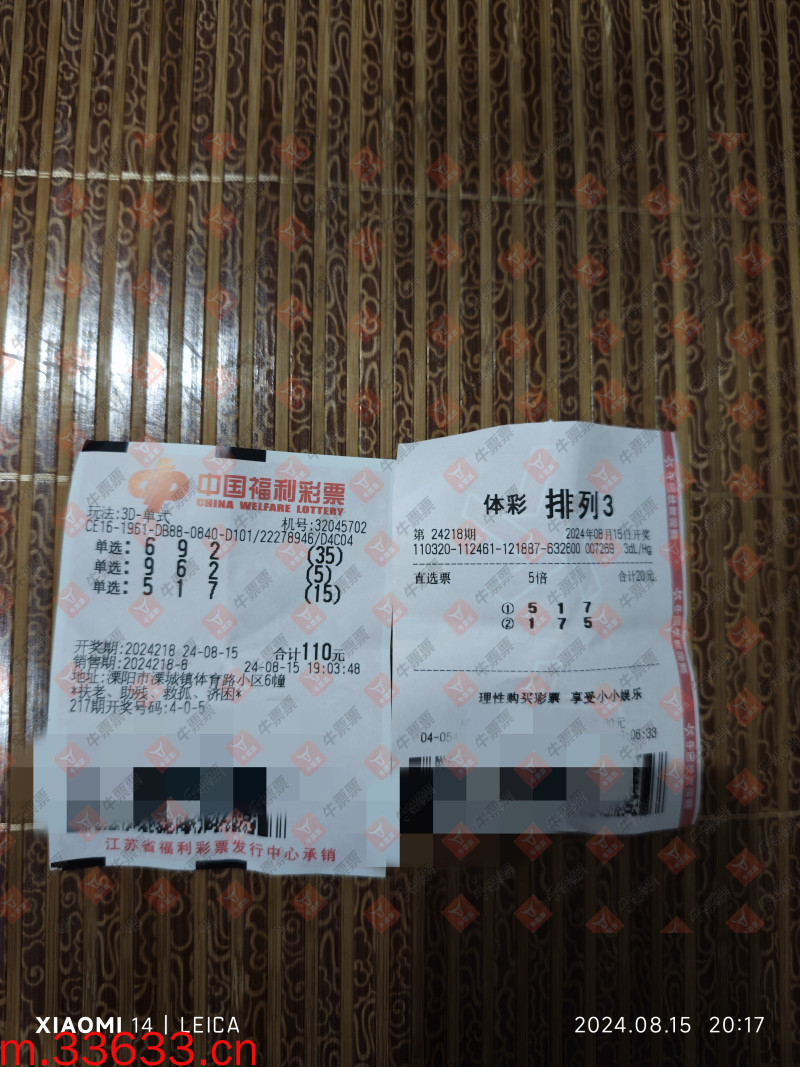 中国福利彩票
CHINA WELFARE LOTTERY
玩法:3D-单式
机号:32045702
CE16-1961-DB88-0840-D101/22278946/D4C04
单选: 6 9 2 (35)
单选: 9 6 2 (5)
单选: 5 1 7 (15)
开奖期:2024218 24-08-15 合计110元
销售期:2024218-8 24-08-15 19:03:48
地址:溧阳市溧城镇体育路小区6幢
*扶老、助残、救孤、济困*
217期开奖号码:4-0-5
江苏省福利彩票发行中心承销
体彩 排列3
第 24218期 2024年08月15日开奖
110320-112461-121887-632600 007269 3dL/Hg
直选票 5倍 合计20元
① 5 1 7
② 1 7 5
理性购买彩票 享受小小娱乐
牛票票
XIAOMI 14 | LEICA
2024.08.15 20:17
m.33633.cn